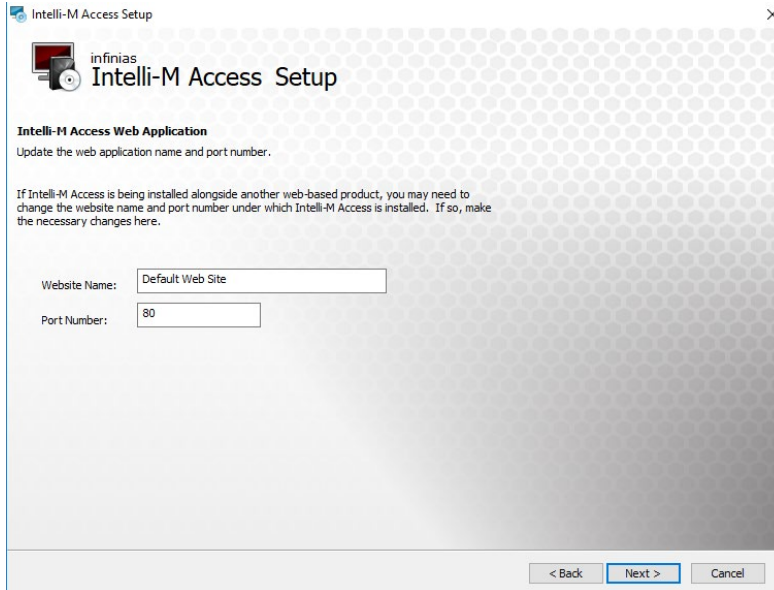 Intelli-M Access Setup
infinias
Intelli-M Access Setup
Intelli-M Access Web Application
Update the web application name and port number.
If Intelli-M Access is being installed alongside another web-based product, you may need to
change the website name and port number under which Intelli-M Access is installed. If so, make
the necessary changes here.
Website Name: Default Web Site
Port Number: 80
< Back Next > Cancel